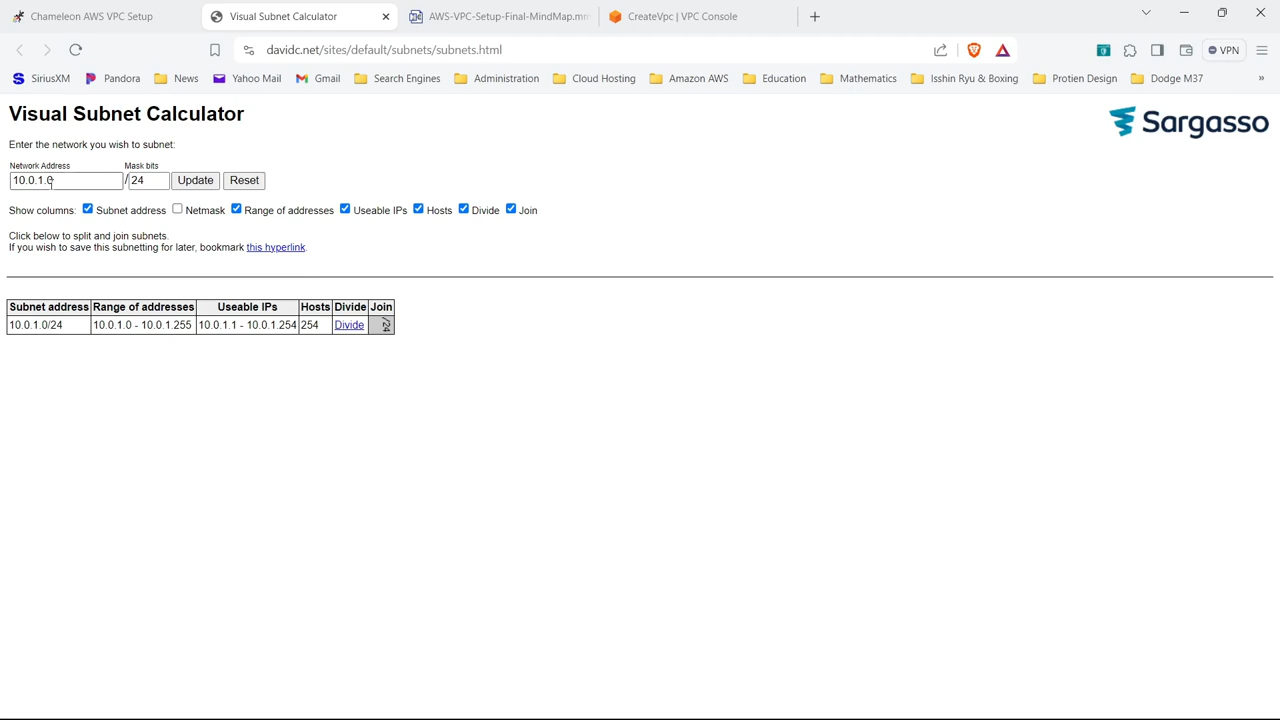 Chameleon AWS VPC Setup
Visual Subnet Calculator
AWS-VPC-Setup-Final-MindMap.mm
CreateVpc | VPC Console
davidc.net/sites/default/subnets/subnets.html
VPN
SiriusXM
Pandora
News
Yahoo Mail
Gmail
Search Engines
Administration
Cloud Hosting
Amazon AWS
Education
Mathematics
Isshin Ryu & Boxing
Protien Design
Dodge M37
»
Visual Subnet Calculator
Sargasso
Enter the network you wish to subnet:
Network Address Mask bits
10.0.1.0 / 24 Update Reset
Show columns: Subnet address Netmask Range of addresses Useable IPs Hosts Divide Join
Click below to split and join subnets.
If you wish to save this subnetting for later, bookmark this hyperlink.
Subnet address Range of addresses Useable IPs Hosts Divide Join
10.0.1.0/24 10.0.1.0 - 10.0.1.255 10.0.1.1 - 10.0.1.254 254 Divide /24